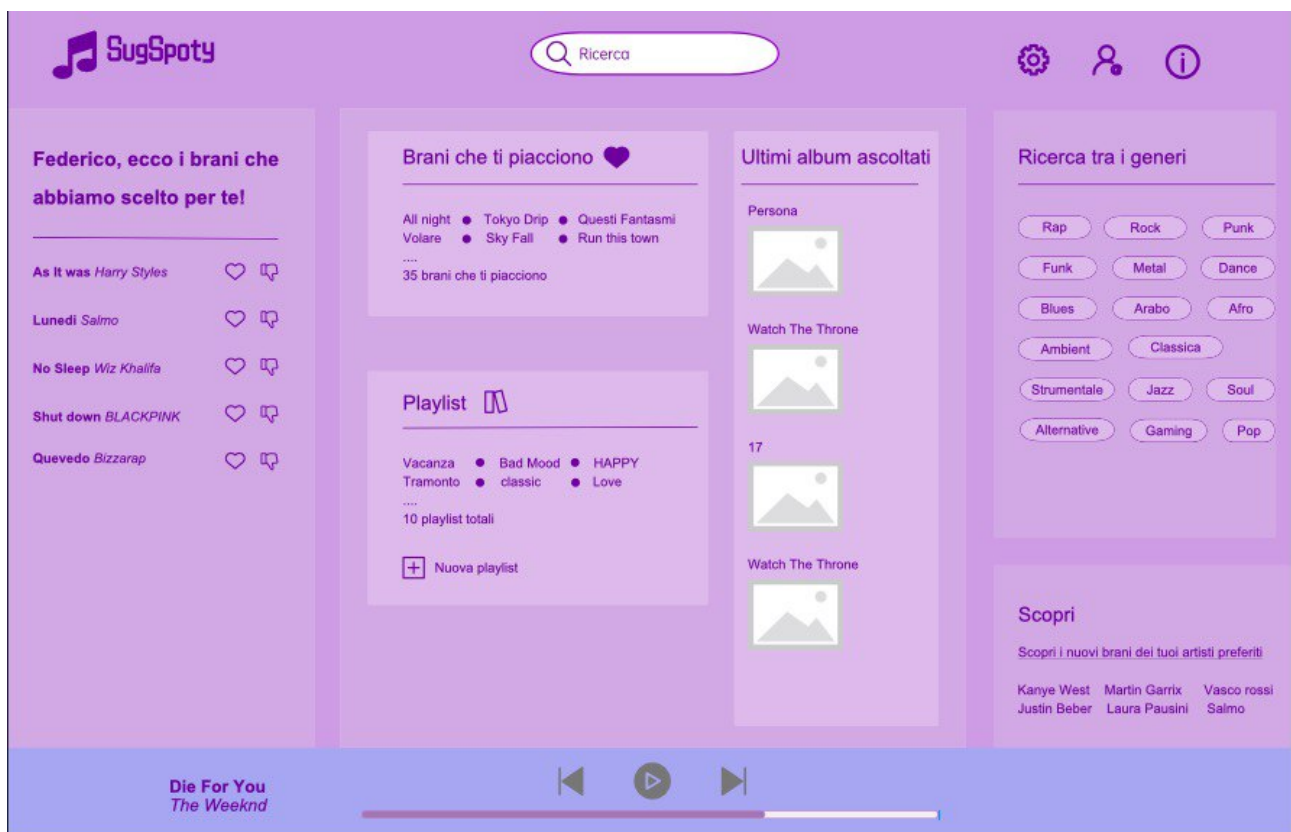 SugSpoty
Ricerca
Federico, ecco i brani che
abbiamo scelto per te!
As It was Harry Styles
Lunedì Salmo
No Sleep Wiz Khalifa
Shut down BLACKPINK
Quevedo Bizzarap
Brani che ti piacciono
All night ● Tokyo Drip ● Questi Fantasmi
Volare ● Sky Fall ● Run this town
....
35 brani che ti piacciono
Playlist
Vacanza ● Bad Mood ● HAPPY
Tramonto ● classic ● Love
....
10 playlist totali
Nuova playlist
Ultimi album ascoltati
Persona
Watch The Throne
17
Watch The Throne
Ricerca tra i generi
Rap Rock Punk
Funk Metal Dance
Blues Arabo Afro
Ambient Classica
Strumentale Jazz Soul
Alternative Gaming Pop
Scopri
Scopri i nuovi brani dei tuoi artisti preferiti
Kanye West Martin Garrix Vasco rossi
Justin Beber Laura Pausini Salmo
Die For You
The Weeknd